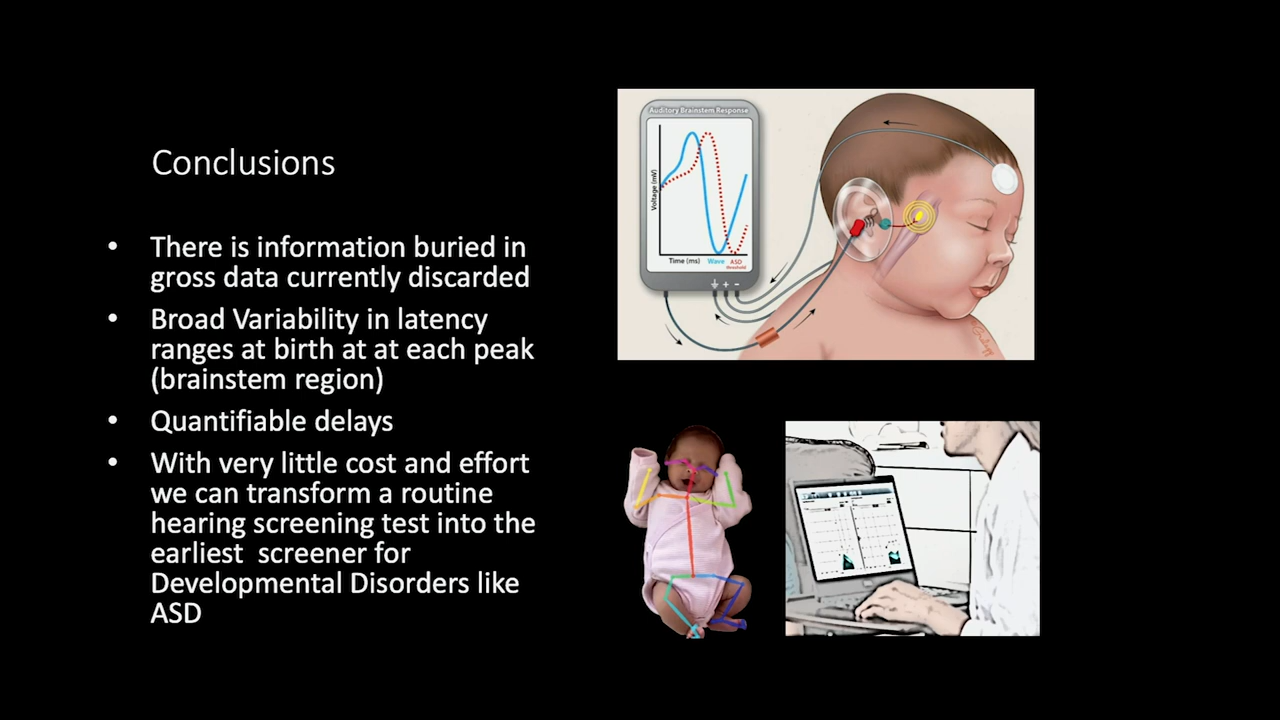 Conclusions
• There is information buried in
gross data currently discarded
• Broad Variability in latency
ranges at birth at at each peak
(brainstem region)
• Quantifiable delays
• With very little cost and effort
we can transform a routine
hearing screening test into the
earliest  screener for
Developmental Disorders like
ASD
Auditory Brainstem Response
Voltage (mV)
Time (ms) Wave ASD
(threshold)
+ -